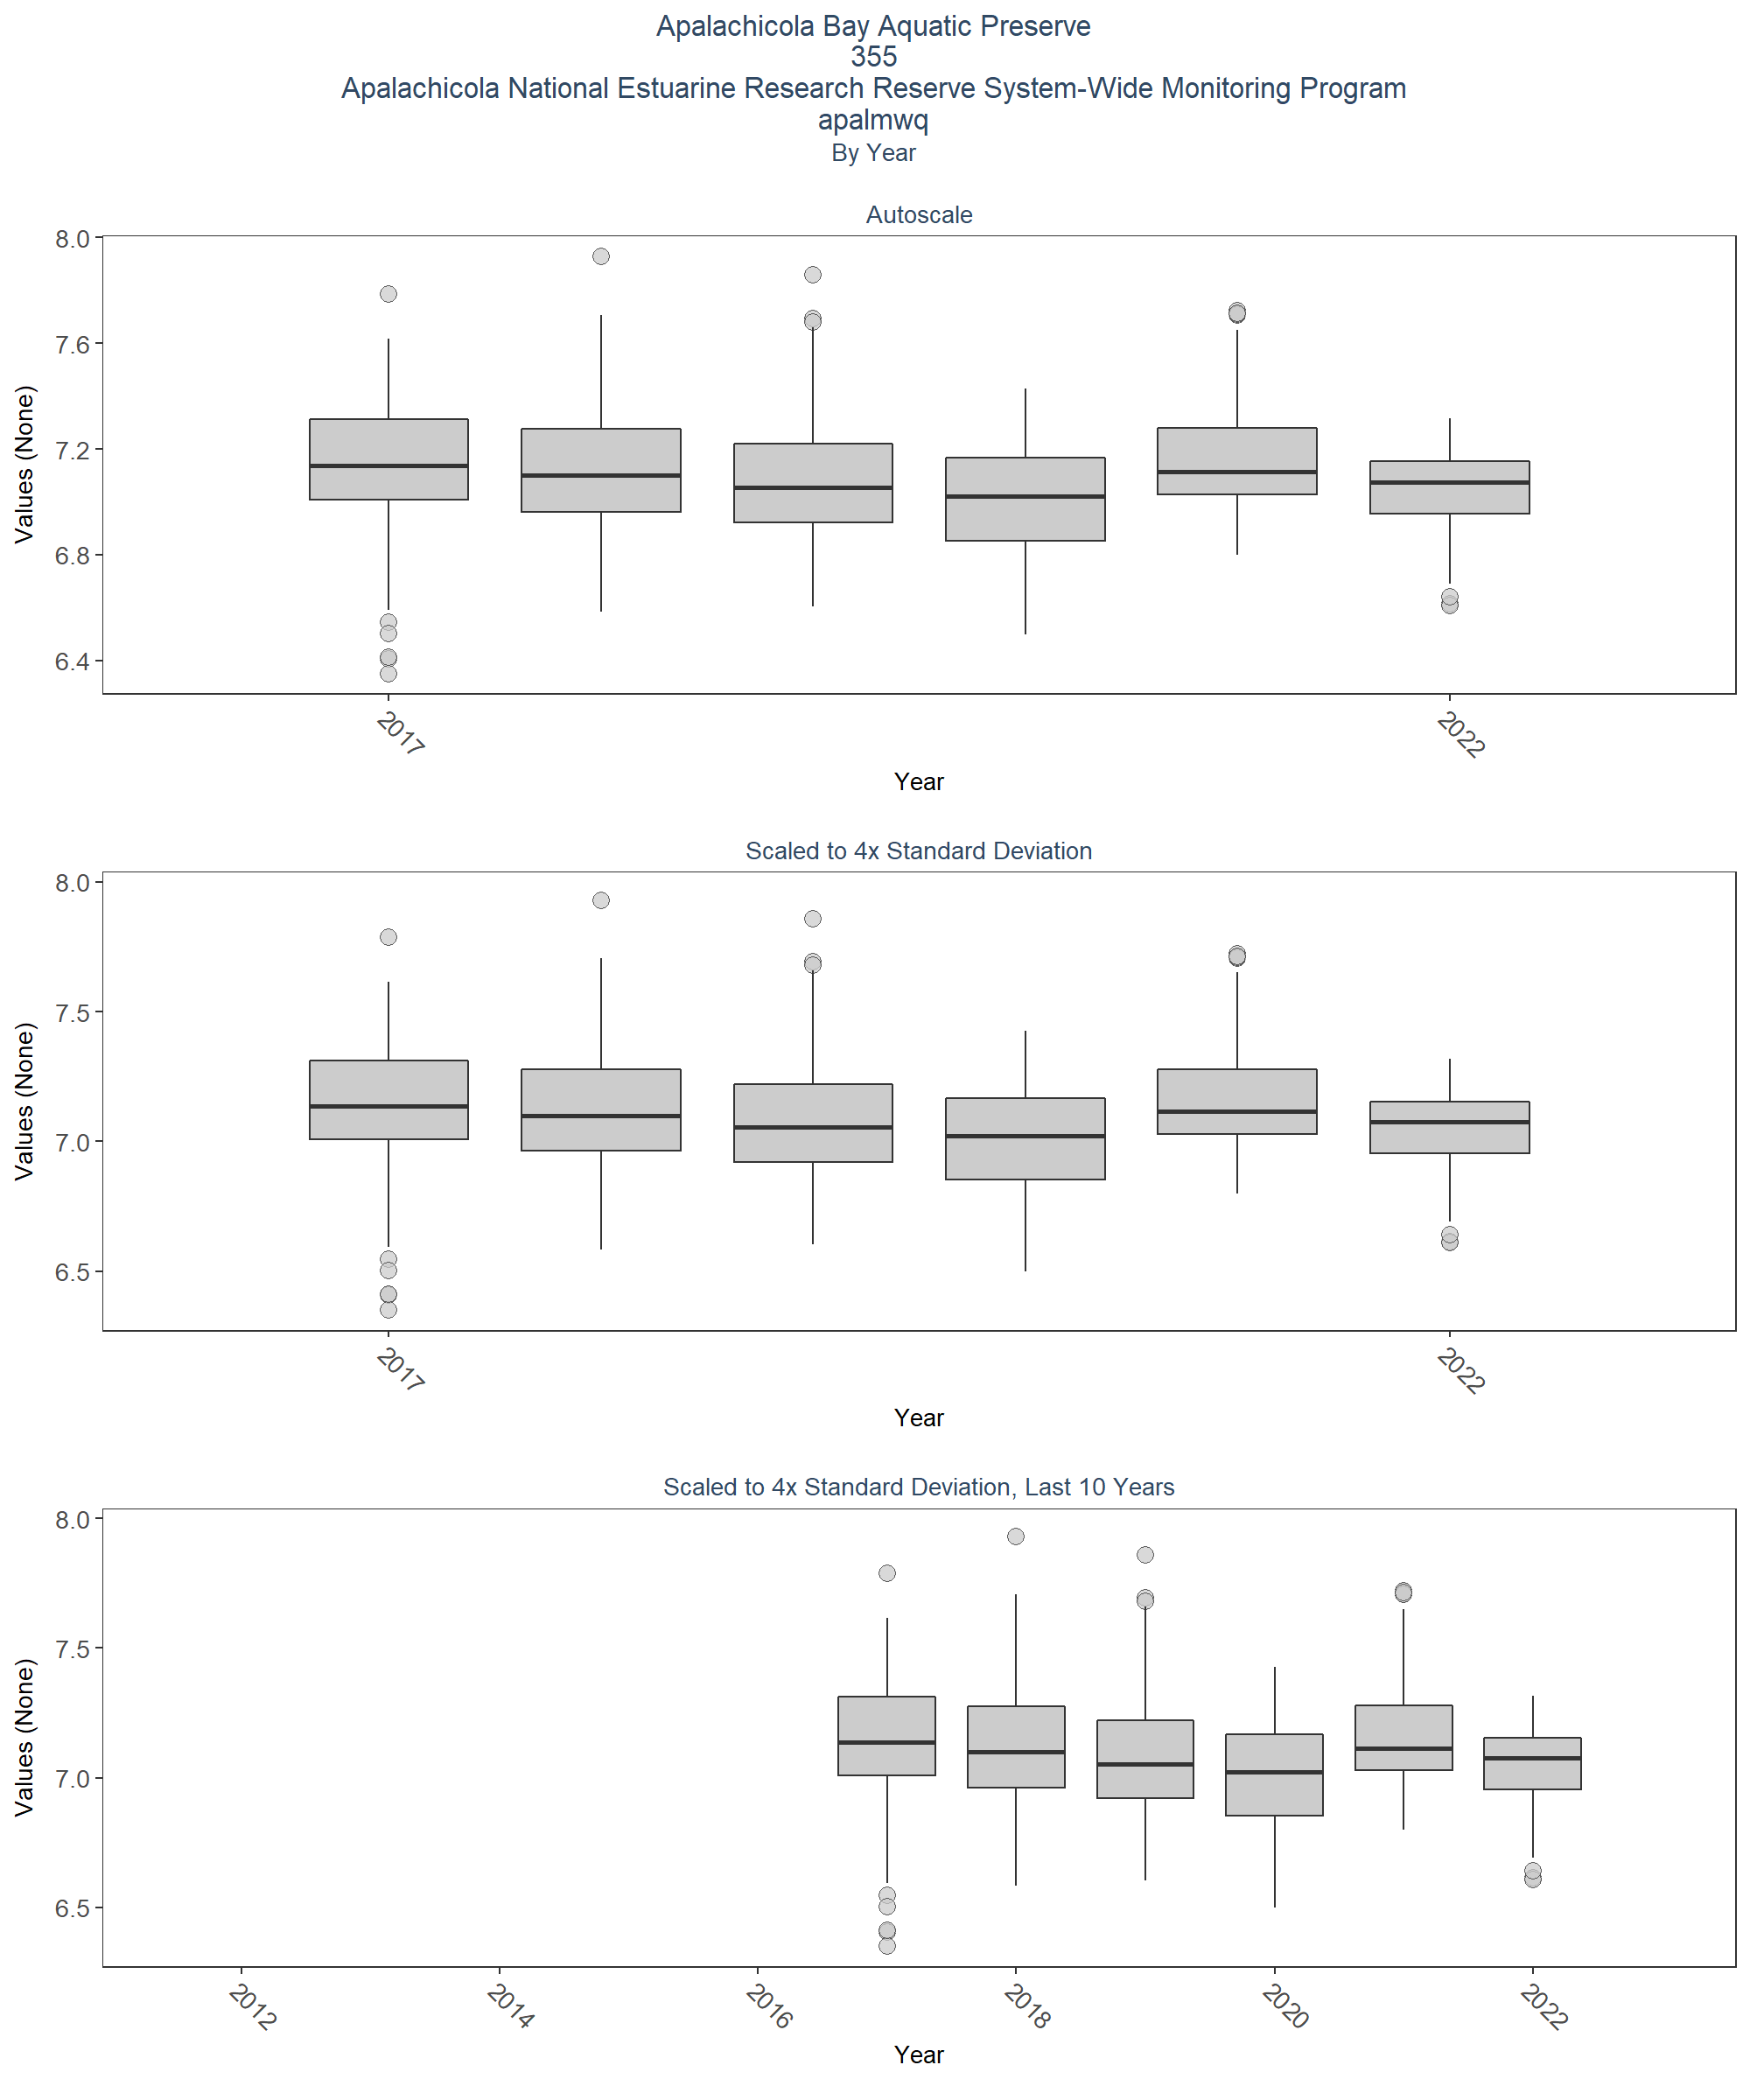 Apalachicola Bay Aquatic Preserve
355
Apalachicola National Estuarine Research Reserve System-Wide Monitoring Program
apalmwq
By Year
Autoscale
Values (None)
8.0
7.6
7.2
6.8
6.4
2017
2022
Year
Scaled to 4x Standard Deviation
Values (None)
8.0
7.5
7.0
6.5
2017
2022
Year
Scaled to 4x Standard Deviation, Last 10 Years
Values (None)
8.0
7.5
7.0
6.5
2012
2014
2016
2018
2020
2022
Year